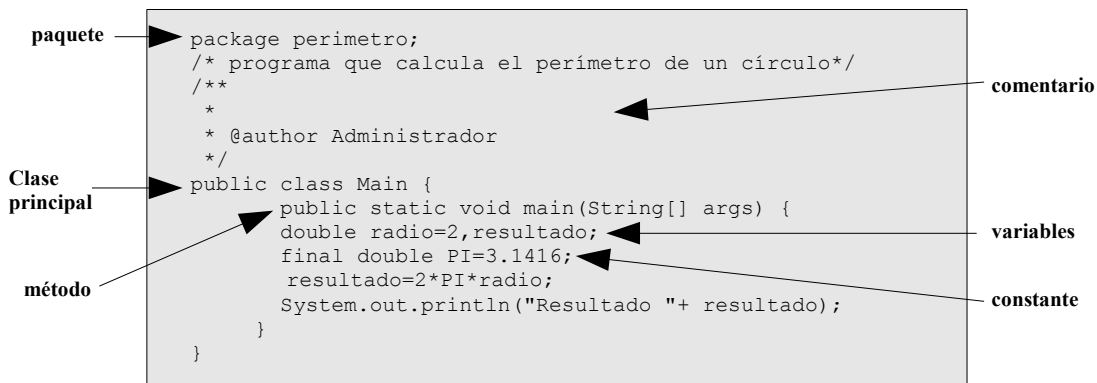 paquete
package perimetro;
/* programa que calcula el perímetro de un círculo*/
/**
*
* @author Administrador
*/
comentario
Clase
principal
public class Main {
public static void main(String[] args) {
double radio=2,resultado;
variables
final double PI=3.1416;
resultado=2*PI*radio;
método
constante
System.out.println("Resultado "+ resultado);
}
}